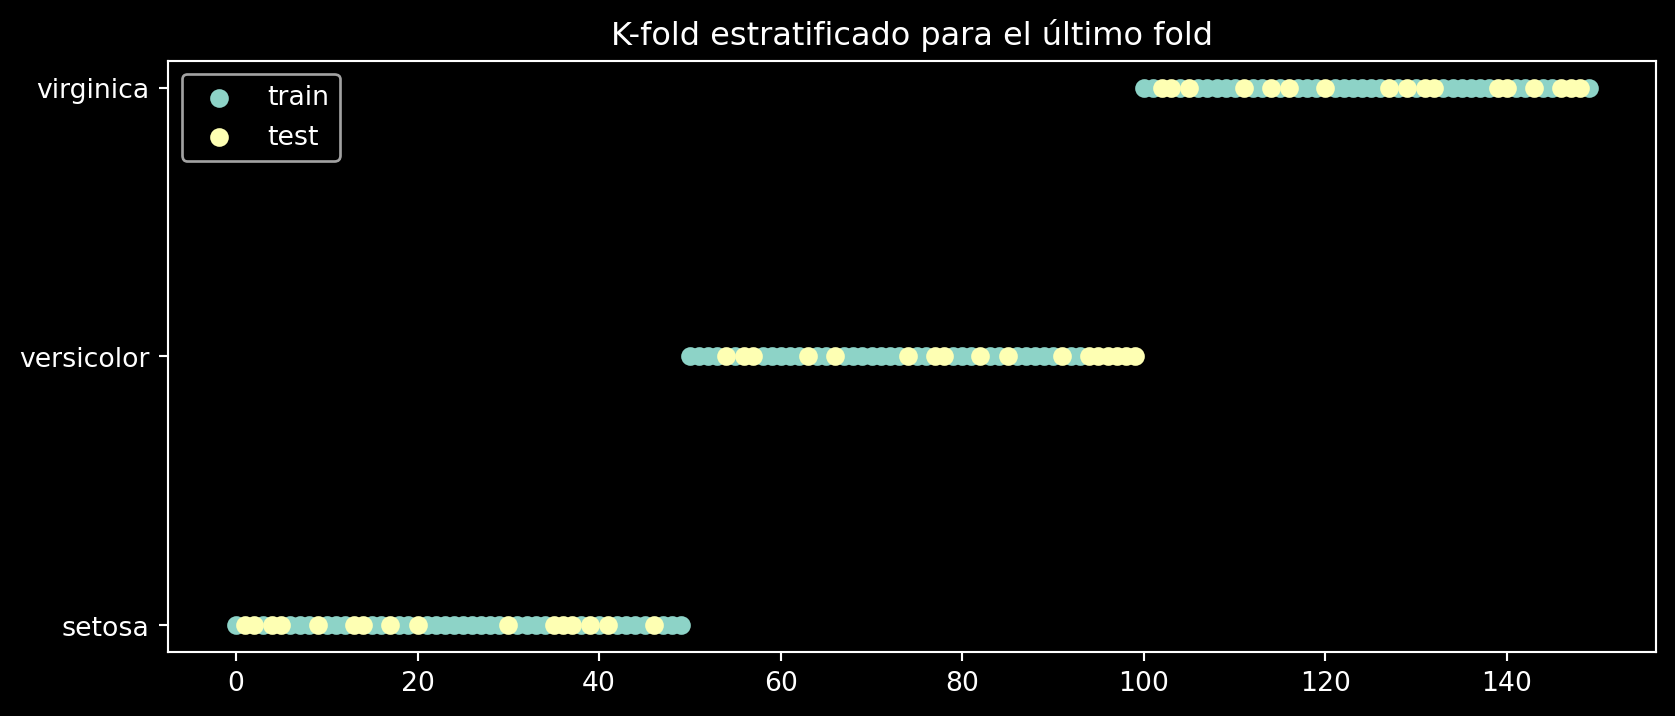 K-fold estratificado para el último fold
virginica
versicolor
setosa
train
test
0 20 40 60 80 100 120 140